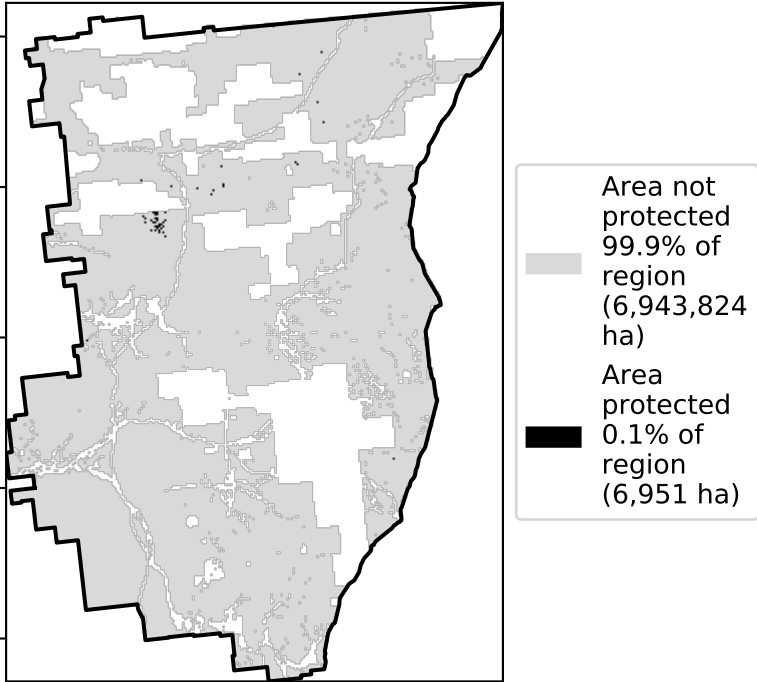 Area not
protected
99.9% of
region
(6,943,824
ha)
Area
protected
0.1% of
region
(6,951 ha)